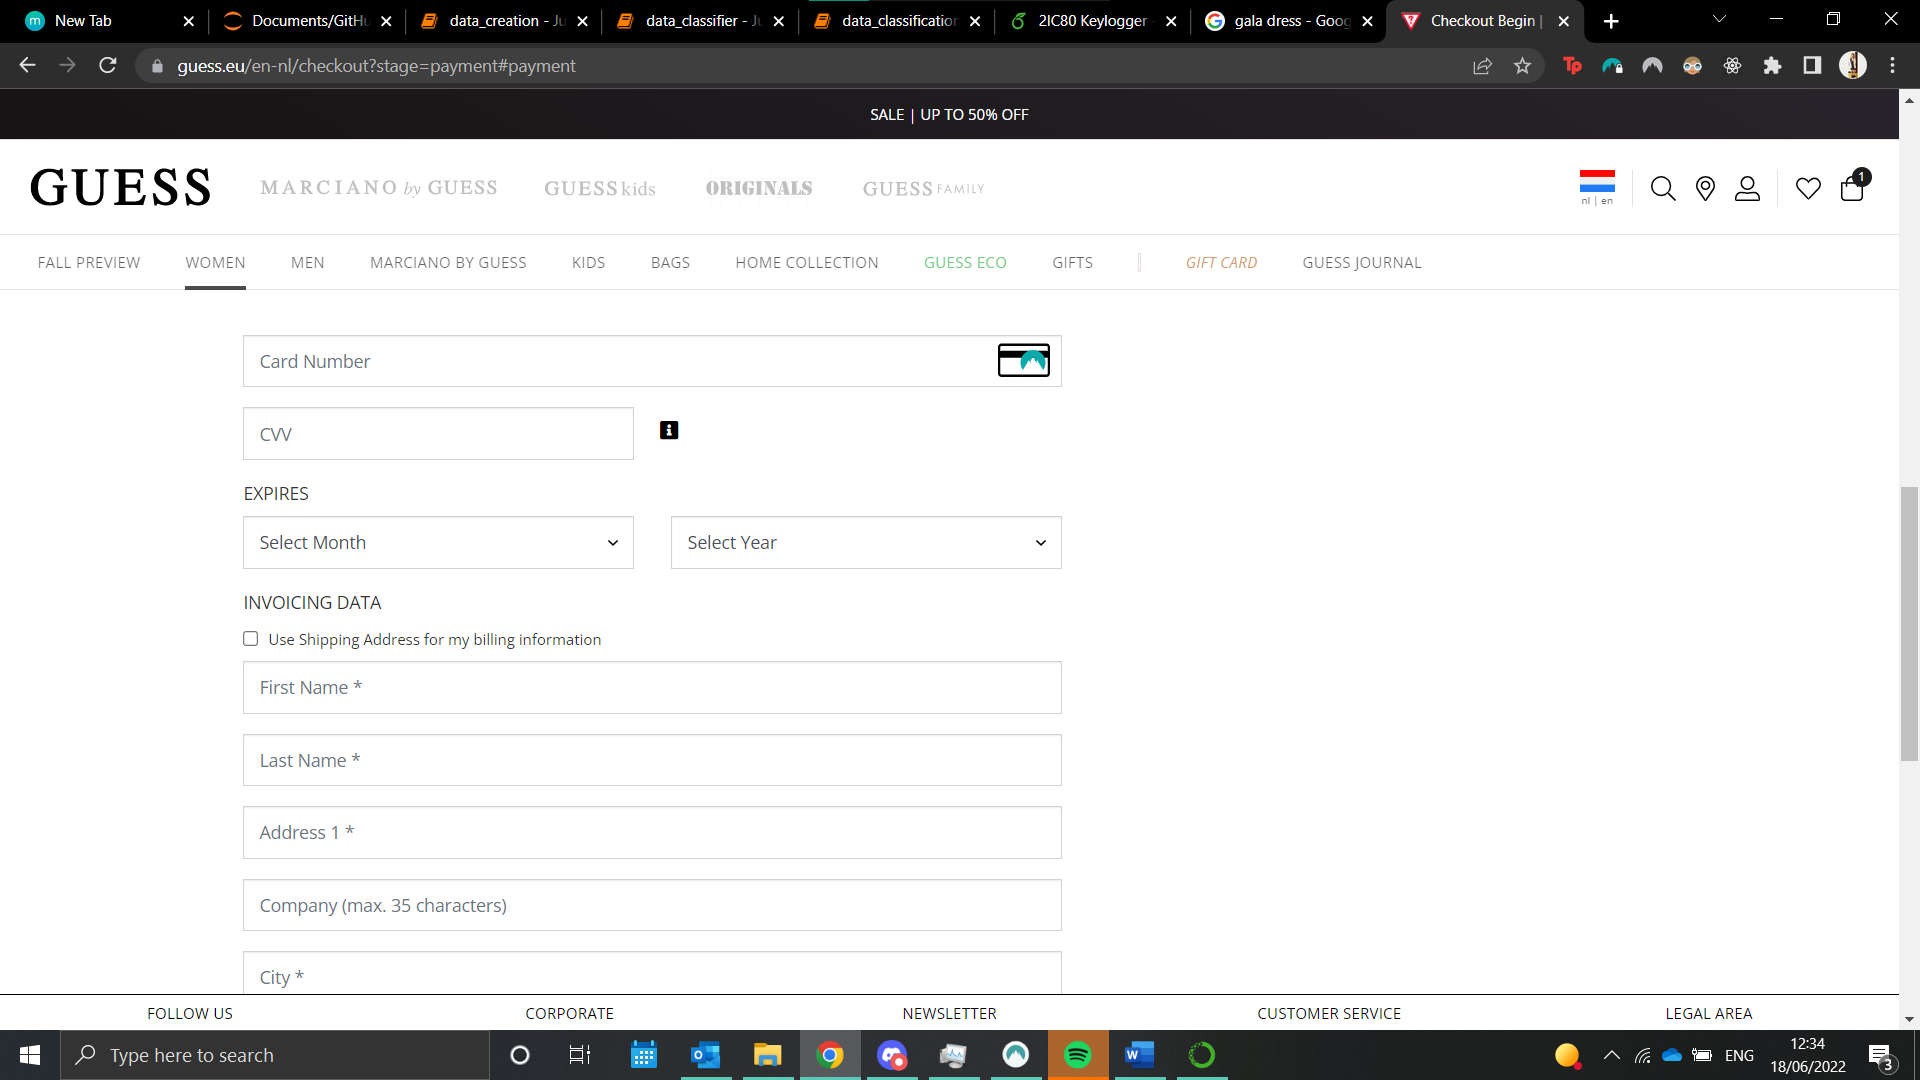 New Tab
Documents/GitHu
data_creation - Ju
data_classifier - Ju
data_classification
2IC80 Keylogger -
gala dress - Goog
Checkout Begin |
guess.eu/en-nl/checkout?stage=payment#payment
Tp
SALE | UP TO 50% OFF
GUESS
MARCIANO by GUESS
GUESS kids
ORIGINALS
GUESS FAMILY
nl | en
1
FALL PREVIEW
WOMEN
MEN
MARCIANO BY GUESS
KIDS
BAGS
HOME COLLECTION
GUESS ECO
GIFTS
GIFT CARD
GUESS JOURNAL
Card Number
CVV
EXPIRES
Select Month
Select Year
INVOICING DATA
Use Shipping Address for my billing information
First Name *
Last Name *
Address 1 *
Company (max. 35 characters)
City *
FOLLOW US
CORPORATE
NEWSLETTER
CUSTOMER SERVICE
LEGAL AREA
Type here to search
ENG
12:34
18/06/2022
3